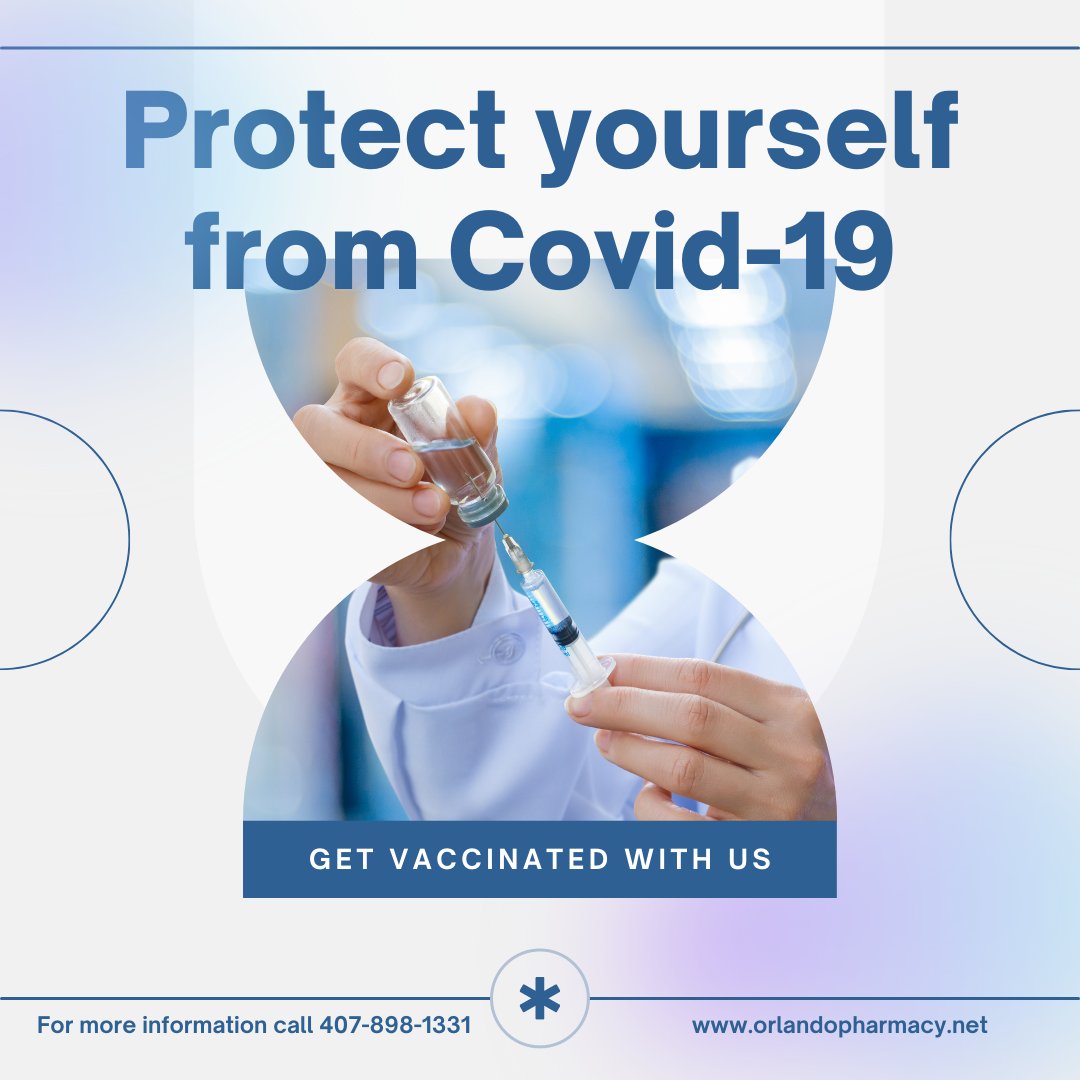 Protect yourself
from Covid-19
GET VACCINATED WITH US
For more information call 407-898-1331
www.orlandopharmacy.net